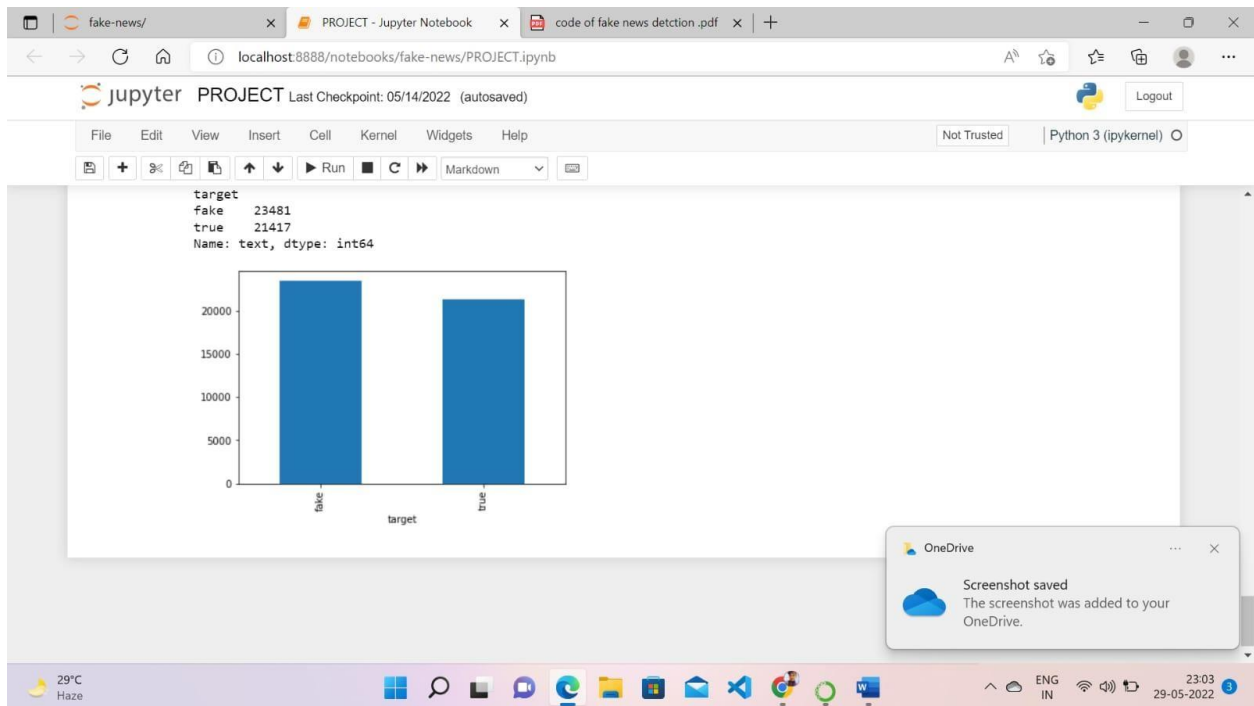 fake-news/
PROJECT - Jupyter Notebook
code of fake news detction .pdf
localhost:8888/notebooks/fake-news/PROJECT.ipynb
jupyter PROJECT Last Checkpoint: 05/14/2022 (autosaved)
Logout
File Edit View Insert Cell Kernel Widgets Help
Not Trusted
Python 3 (ipykernel)
Run
Markdown
target
fake 23481
true 21417
Name: text, dtype: int64
20000
15000
10000
5000
0
fake
true
target
OneDrive
Screenshot saved
The screenshot was added to your
OneDrive.
29°C
Haze
ENG
IN
23:03
29-05-2022
3